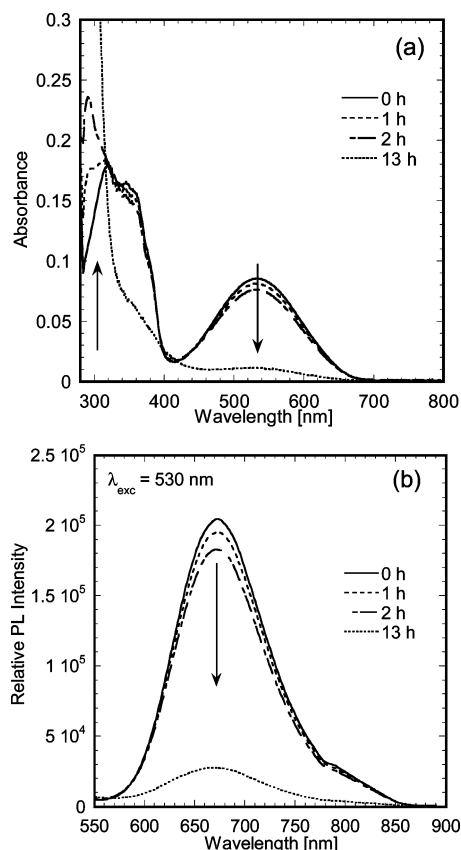 (a)
0.3
0.25
0.2
0.15
0.1
0.05
0
Absorbance
0 h
1 h
2 h
13 h
300 400 500 600 700 800
Wavelength [nm]
(b)
λexc = 530 nm
2.5 10⁵
2 10⁵
1.5 10⁵
1 10⁵
5 10⁴
0
Relative PL Intensity
0 h
1 h
2 h
13 h
550 600 650 700 750 800 850 900
Wavelength [nm]